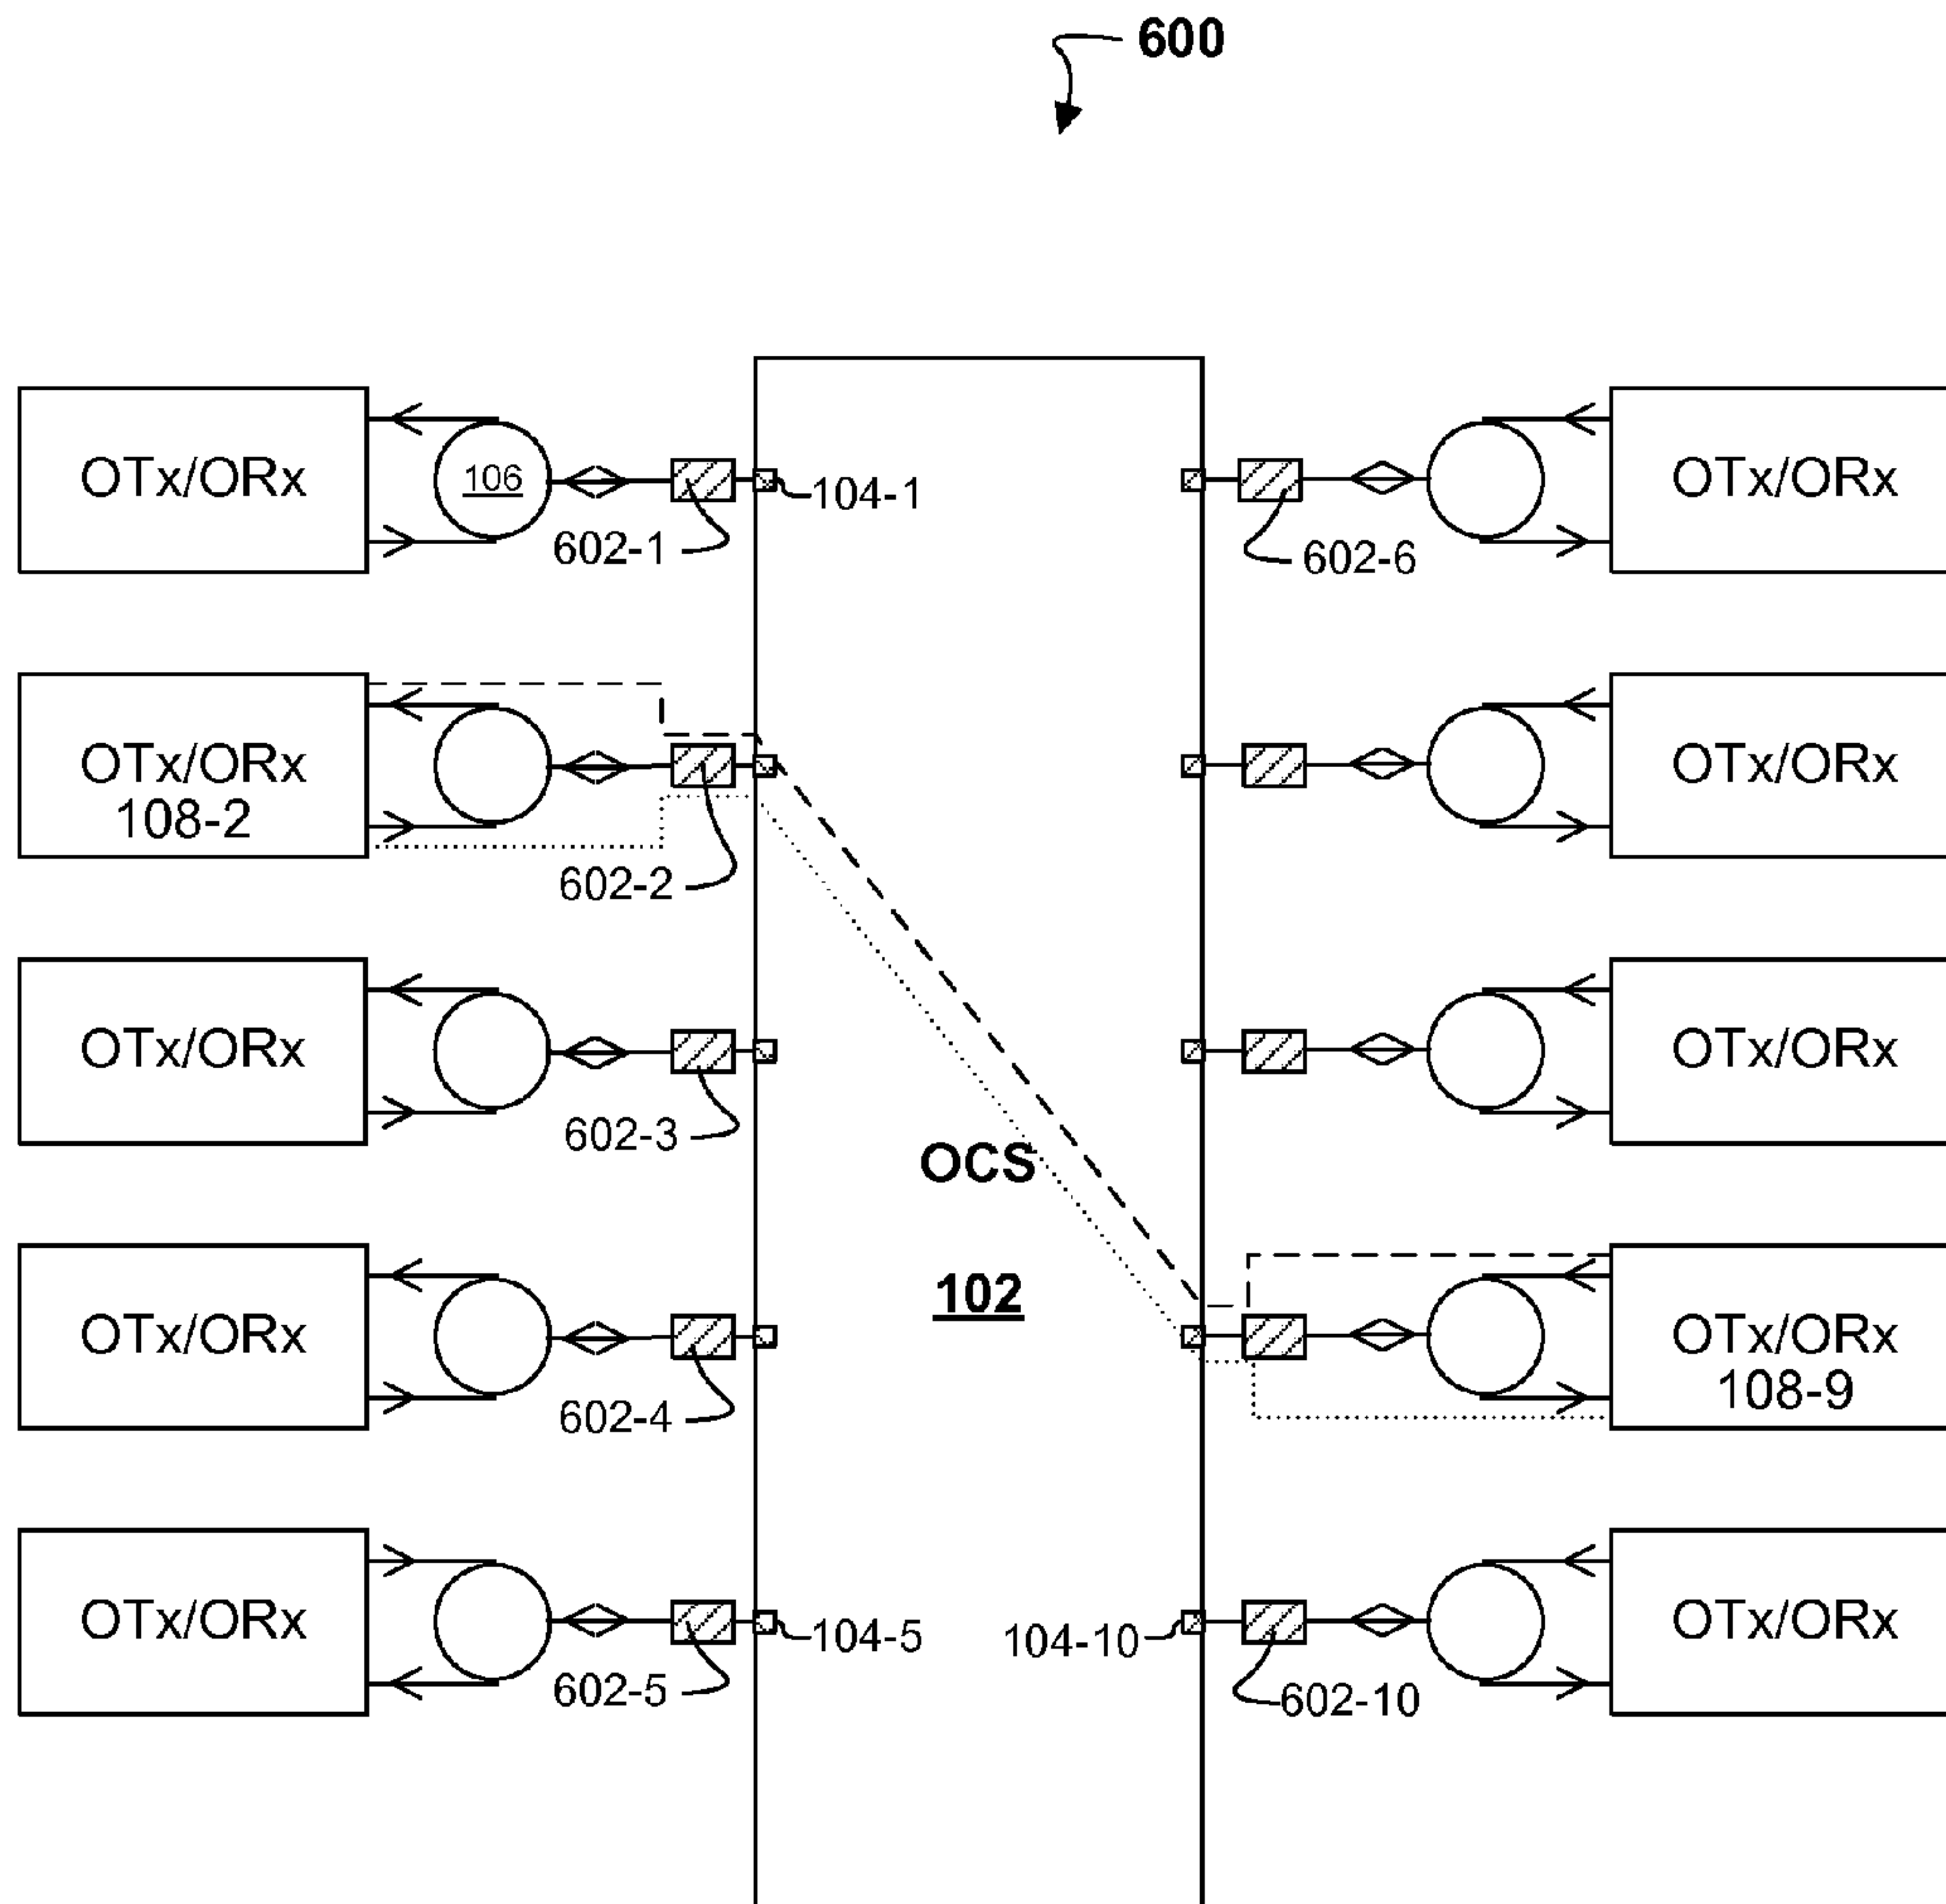 600
OTx/ORx
106
602-1
104-1
602-6
OTx/ORx
OTx/ORx
108-2
602-2
OTx/ORx
OTx/ORx
602-3
OTx/ORx
OCS
102
OTx/ORx
602-4
OTx/ORx
108-9
OTx/ORx
602-5
104-5
104-10
602-10
OTx/ORx